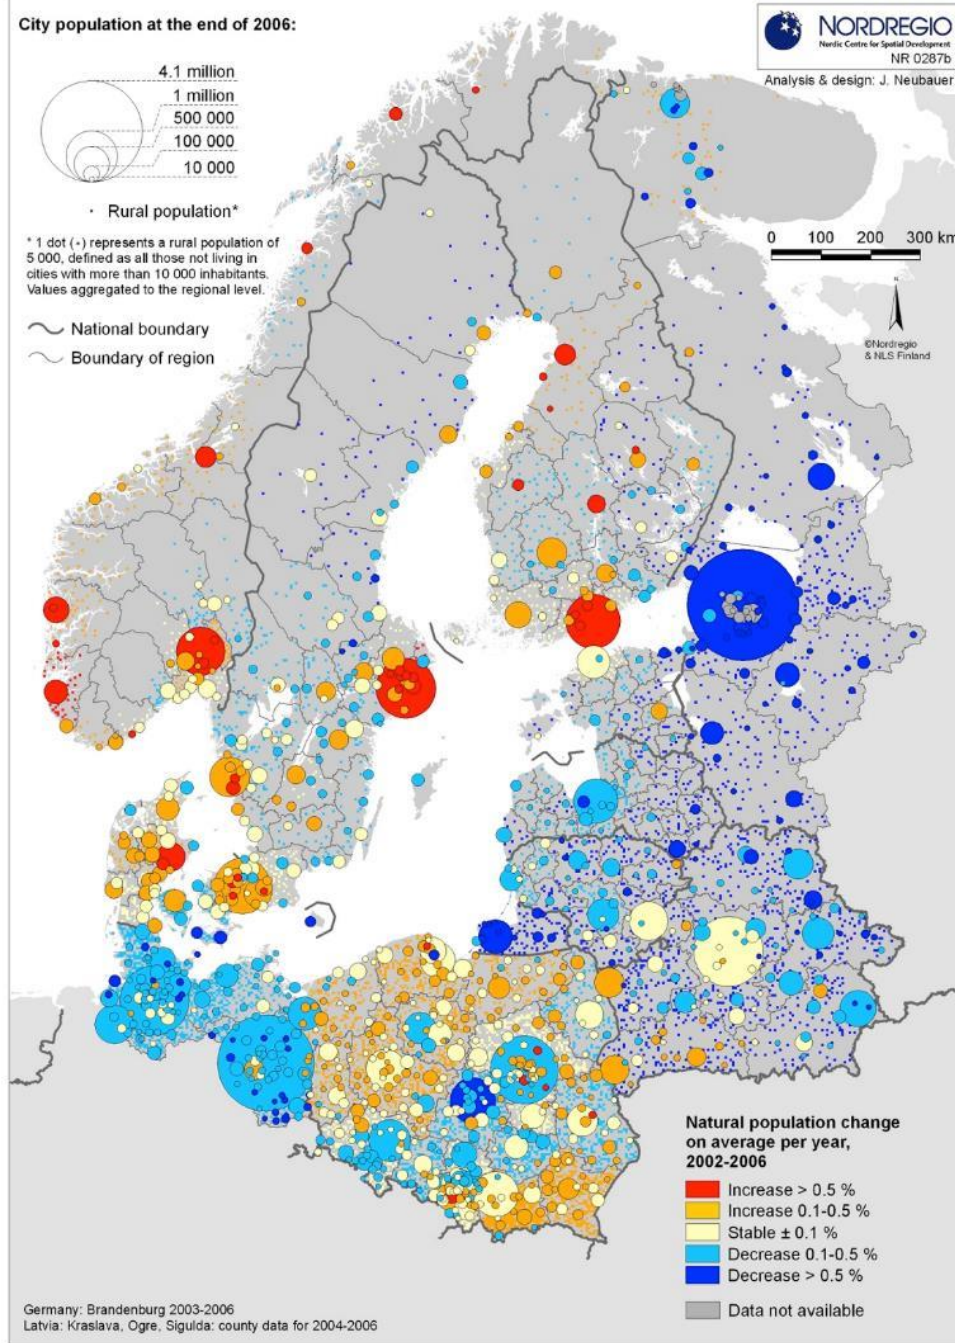 City population at the end of 2006:
4.1 million
1 million
500 000
100 000
10 000
Rural population*
* 1 dot (•) represents a rural population of
5 000, defined as all those not living in
cities with more than 10 000 inhabitants.
Values aggregated to the regional level.
National boundary
Boundary of region
NORDREGIO
Nordic Centre for Spatial Development
NR 0287b
Analysis & design: J. Neubauer
0 100 200 300 km
N
©Nordregio
& NLS Finland
Natural population change
on average per year,
2002-2006
Increase > 0.5 %
Increase 0.1-0.5 %
Stable ± 0.1 %
Decrease 0.1-0.5 %
Decrease > 0.5 %
Data not available
Germany: Brandenburg 2003-2006
Latvia: Kraslava, Ogre, Sigulda: county data for 2004-2006